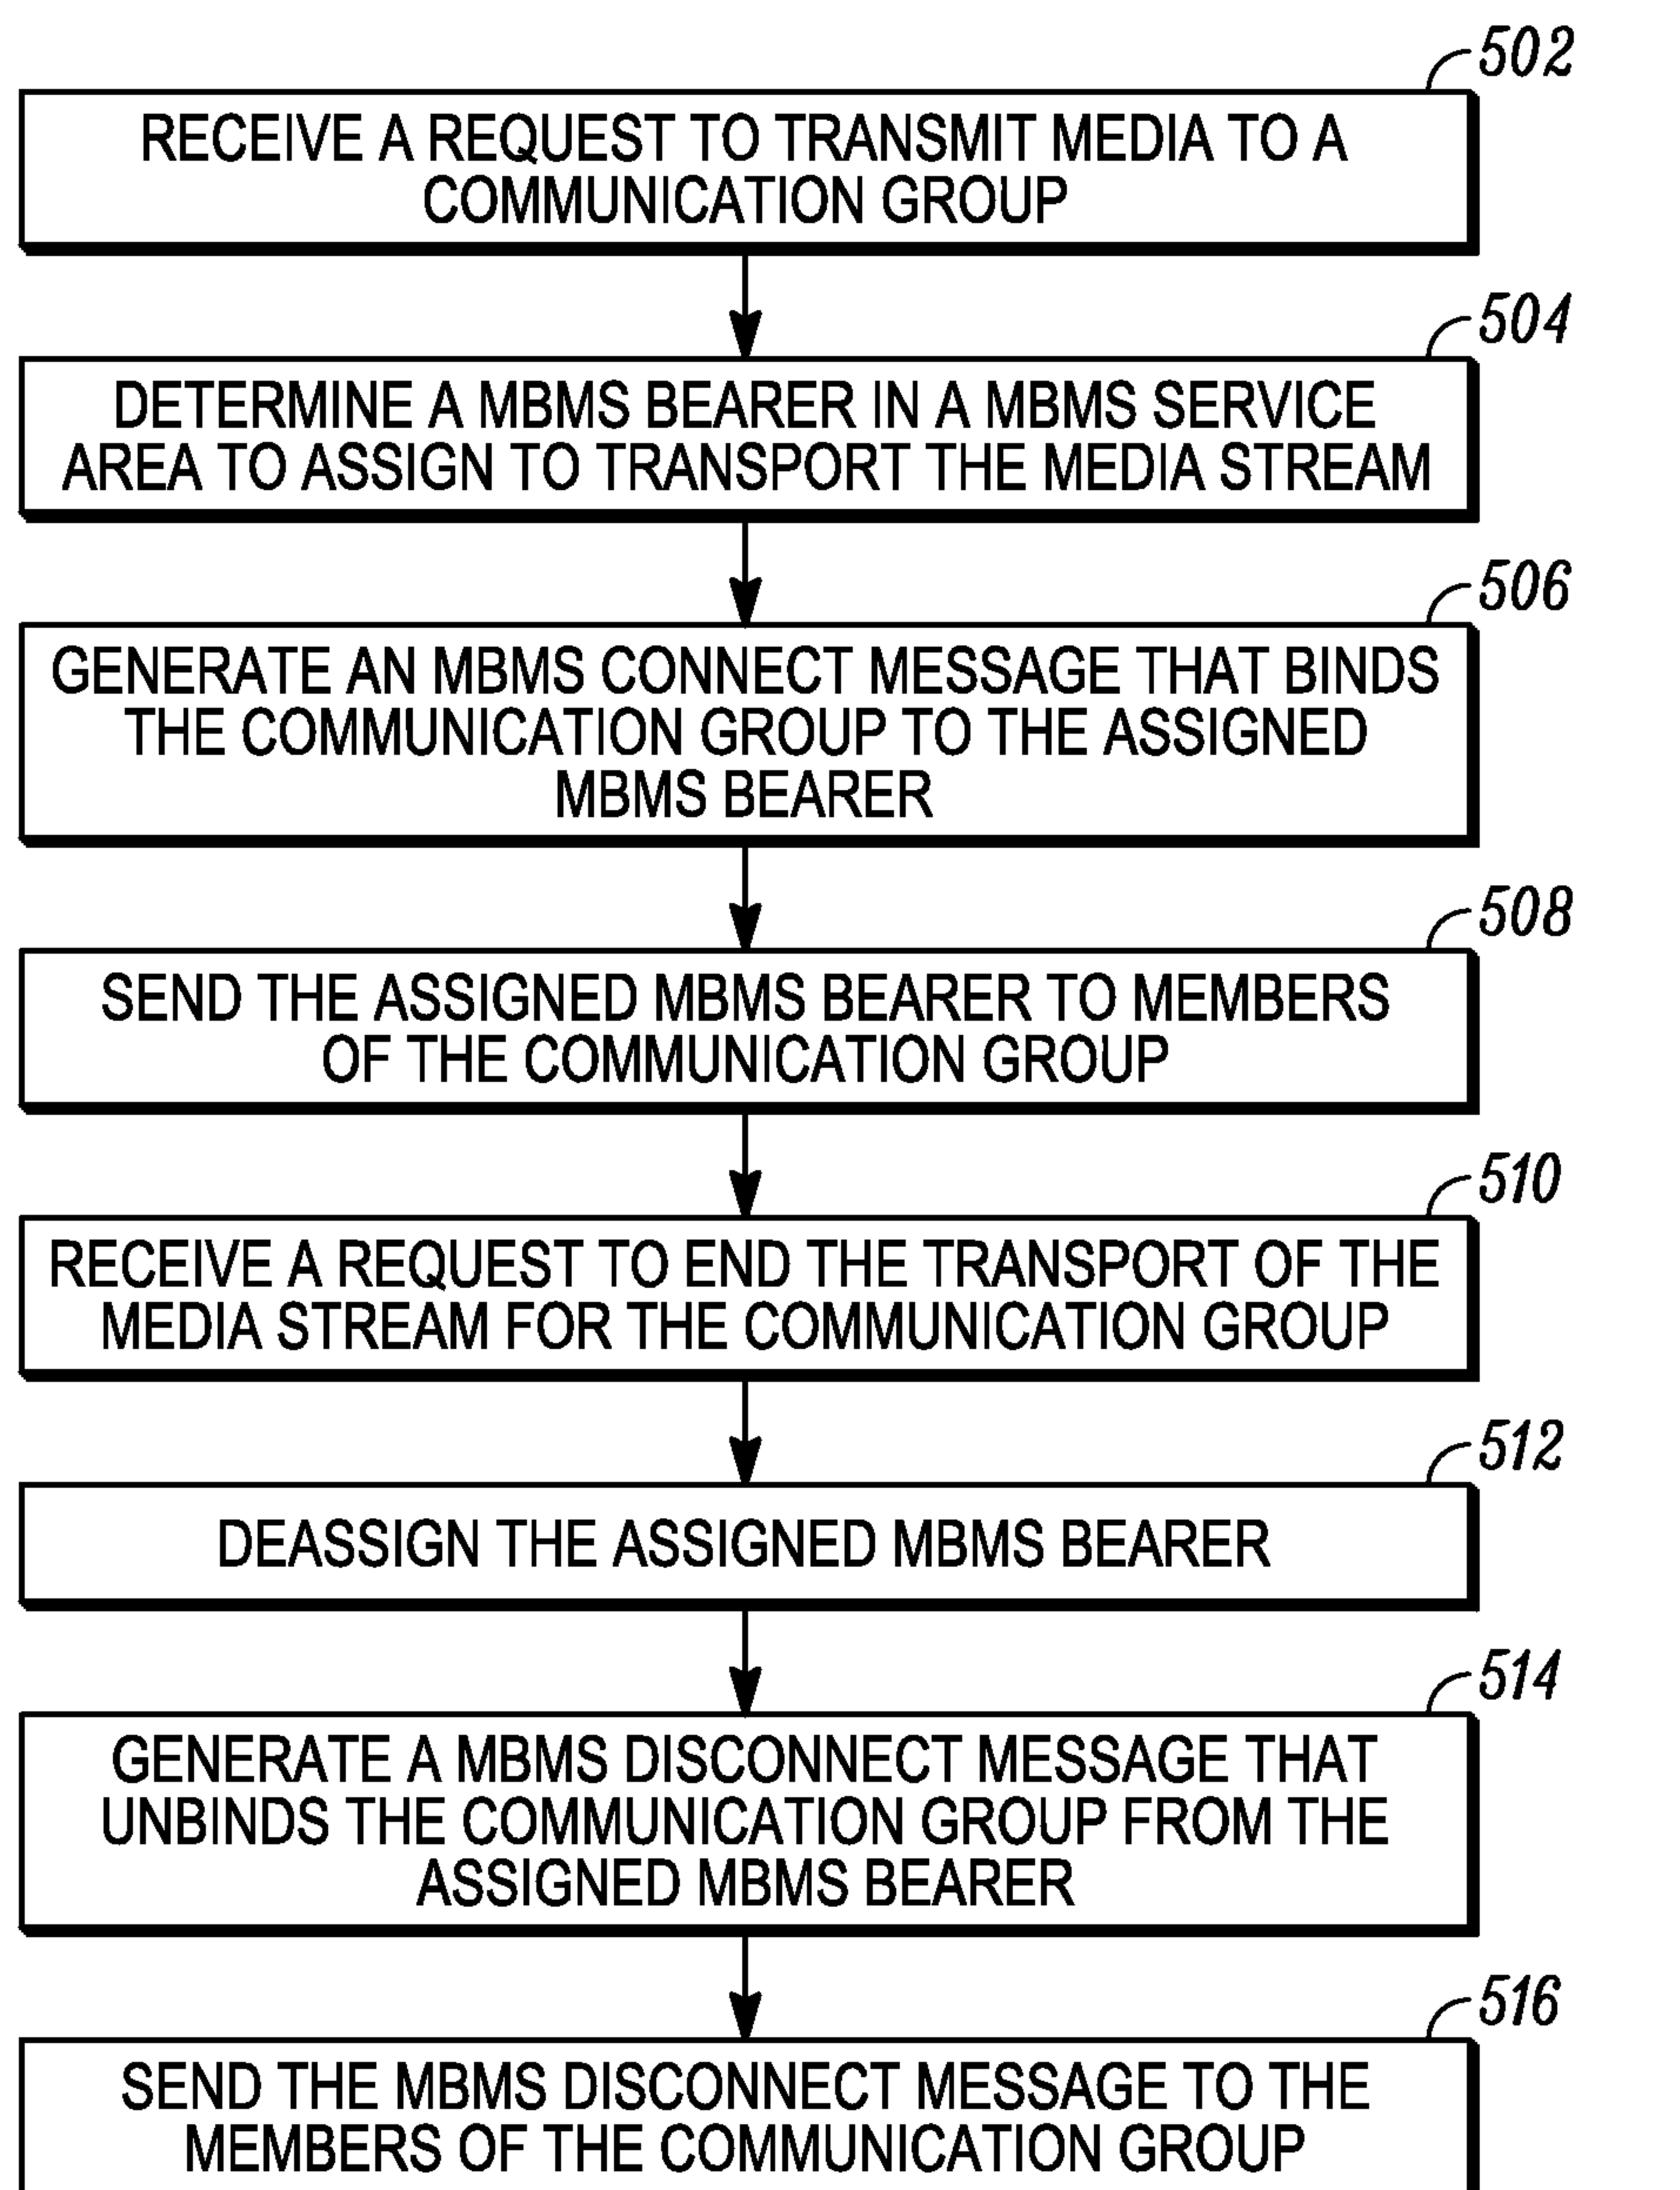 502
RECEIVE A REQUEST TO TRANSMIT MEDIA TO A
COMMUNICATION GROUP
504
DETERMINE A MBMS BEARER IN A MBMS SERVICE
AREA TO ASSIGN TO TRANSPORT THE MEDIA STREAM
506
GENERATE AN MBMS CONNECT MESSAGE THAT BINDS
THE COMMUNICATION GROUP TO THE ASSIGNED
MBMS BEARER
508
SEND THE ASSIGNED MBMS BEARER TO MEMBERS
OF THE COMMUNICATION GROUP
510
RECEIVE A REQUEST TO END THE TRANSPORT OF THE
MEDIA STREAM FOR THE COMMUNICATION GROUP
512
DEASSIGN THE ASSIGNED MBMS BEARER
514
GENERATE A MBMS DISCONNECT MESSAGE THAT
UNBINDS THE COMMUNICATION GROUP FROM THE
ASSIGNED MBMS BEARER
516
SEND THE MBMS DISCONNECT MESSAGE TO THE
MEMBERS OF THE COMMUNICATION GROUP